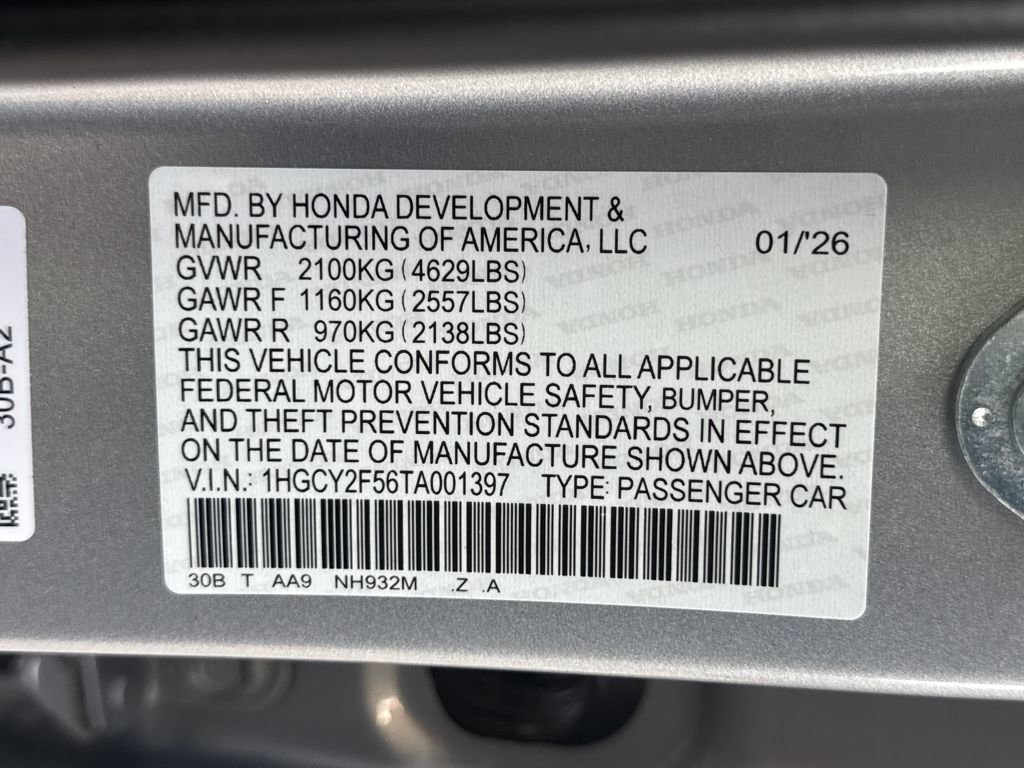 MFD. BY HONDA DEVELOPMENT &
MANUFACTURING OF AMERICA, LLC 01/'26
GVWR 2100KG (4629LBS)
GAWR F 1160KG (2557LBS)
GAWR R 970KG (2138LBS)
THIS VEHICLE CONFORMS TO ALL APPLICABLE
FEDERAL MOTOR VEHICLE SAFETY, BUMPER,
AND THEFT PREVENTION STANDARDS IN EFFECT
ON THE DATE OF MANUFACTURE SHOWN ABOVE.
V.I.N.: 1HGCY2F56TA001397 TYPE: PASSENGER CAR
30B T AA9 NH932M .Z .A
30B-A2